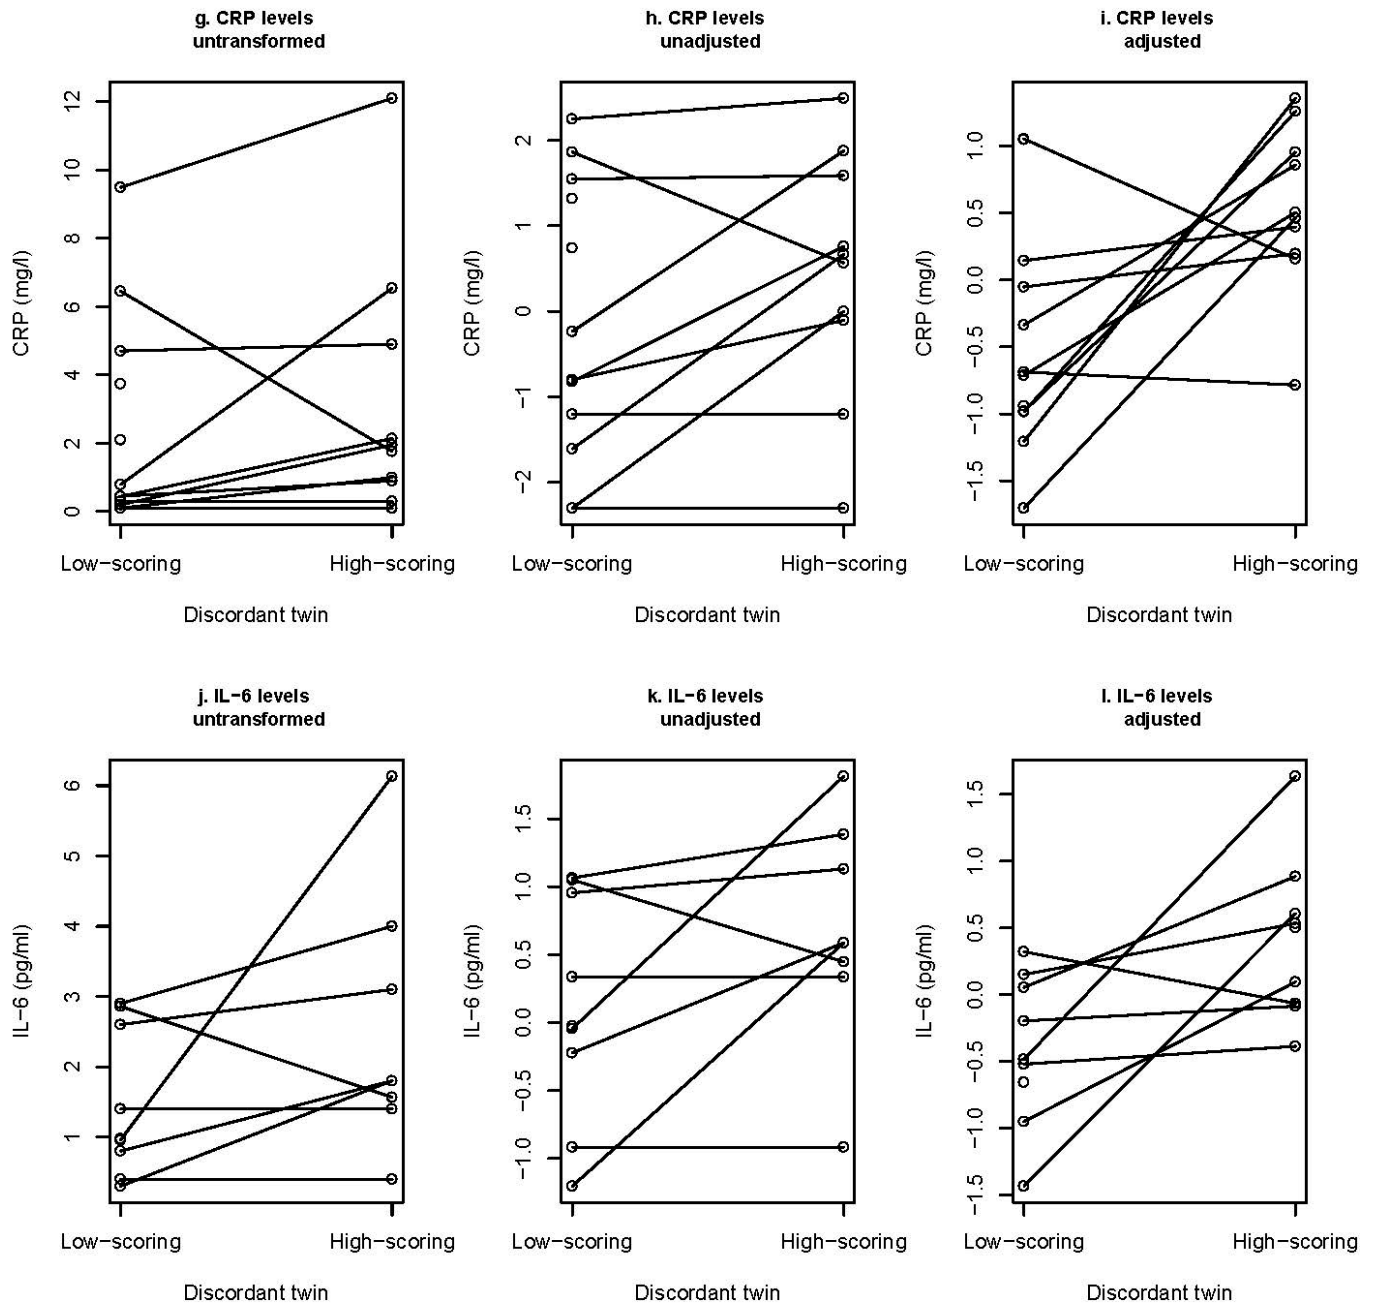 g. CRP levels
untransformed
h. CRP levels
unadjusted
i. CRP levels
adjusted
CRP (mg/l)
12
10
8
6
4
2
0
Low−scoring
High−scoring
Discordant twin
CRP (mg/l)
2
1
0
−1
−2
Low−scoring
High−scoring
Discordant twin
CRP (mg/l)
1.0
0.5
0.0
−0.5
−1.0
−1.5
Low−scoring
High−scoring
Discordant twin
j. IL−6 levels
untransformed
k. IL−6 levels
unadjusted
l. IL−6 levels
adjusted
IL−6 (pg/ml)
6
5
4
3
2
1
Low−scoring
High−scoring
Discordant twin
IL−6 (pg/ml)
1.5
1.0
0.5
0.0
−0.5
−1.0
Low−scoring
High−scoring
Discordant twin
IL−6 (pg/ml)
1.5
1.0
0.5
0.0
−0.5
−1.0
−1.5
Low−scoring
High−scoring
Discordant twin